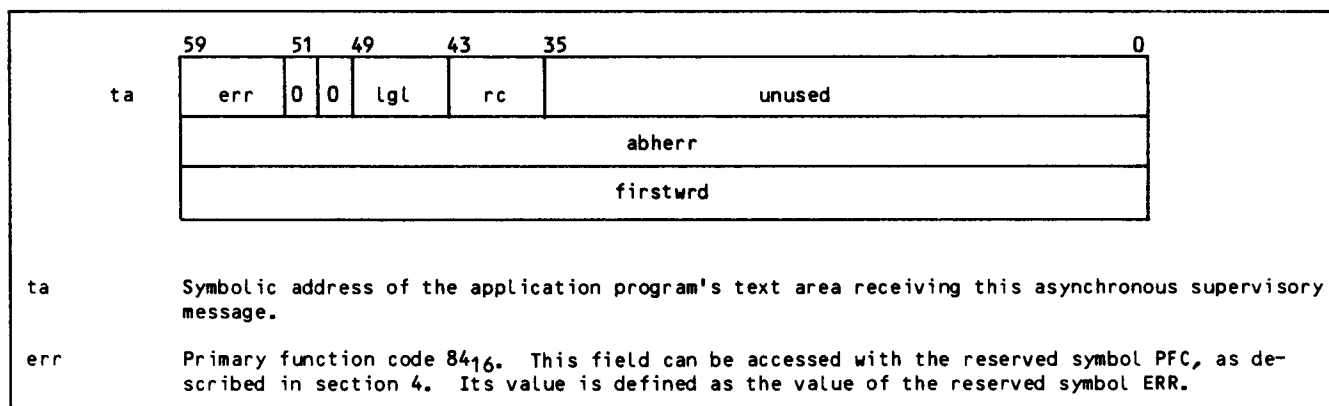 59 51 49 43 35 0
ta err 0 0 lgl rc unused
abherr
firstwrd
ta Symbolic address of the application program's text area receiving this asynchronous supervisory
message.
err Primary function code 84₁₆. This field can be accessed with the reserved symbol PFC, as de-
scribed in section 4. Its value is defined as the value of the reserved symbol ERR.